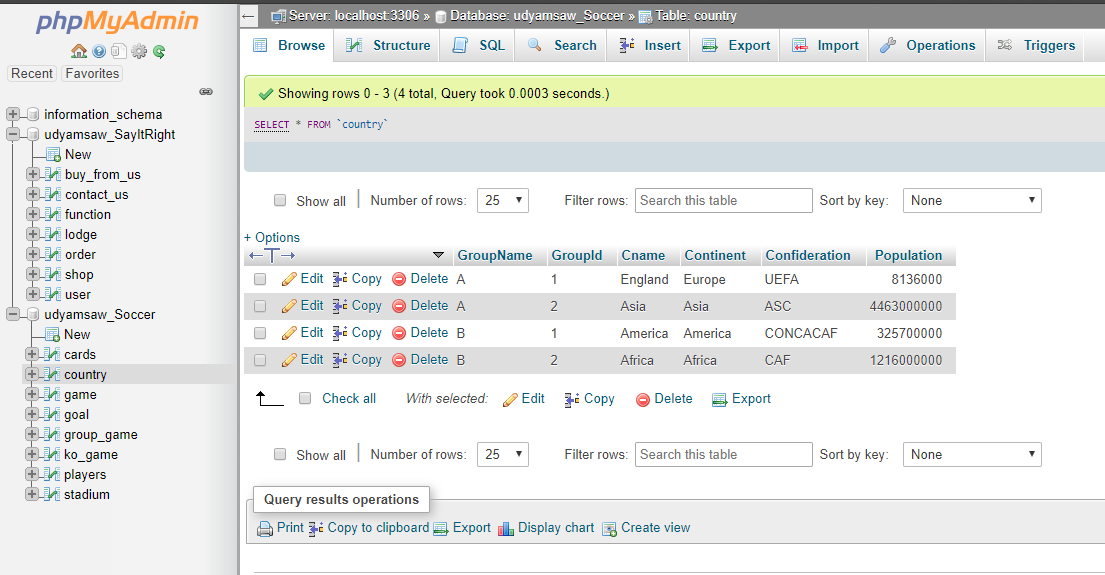 phpMyAdmin
Recent Favorites
information_schema
udyamsaw_SayItRight
New
buy_from_us
contact_us
function
lodge
order
shop
user
udyamsaw_Soccer
New
cards
country
game
goal
group_game
ko_game
players
stadium
Server: localhost:3306 » Database: udyamsaw_Soccer » Table: country
Browse Structure SQL Search Insert Export Import Operations Triggers
Showing rows 0 - 3 (4 total, Query took 0.0003 seconds.)
SELECT * FROM `country`
Show all Number of rows: 25 Filter rows: Search this table Sort by key: None
+ Options
GroupName GroupId Cname Continent Confideration Population
Edit Copy Delete A 1 England Europe UEFA 8136000
Edit Copy Delete A 2 Asia Asia ASC 4463000000
Edit Copy Delete B 1 America America CONCACAF 325700000
Edit Copy Delete B 2 Africa Africa CAF 1216000000
Check all With selected: Edit Copy Delete Export
Show all Number of rows: 25 Filter rows: Search this table Sort by key: None
Query results operations
Print Copy to clipboard Export Display chart Create view